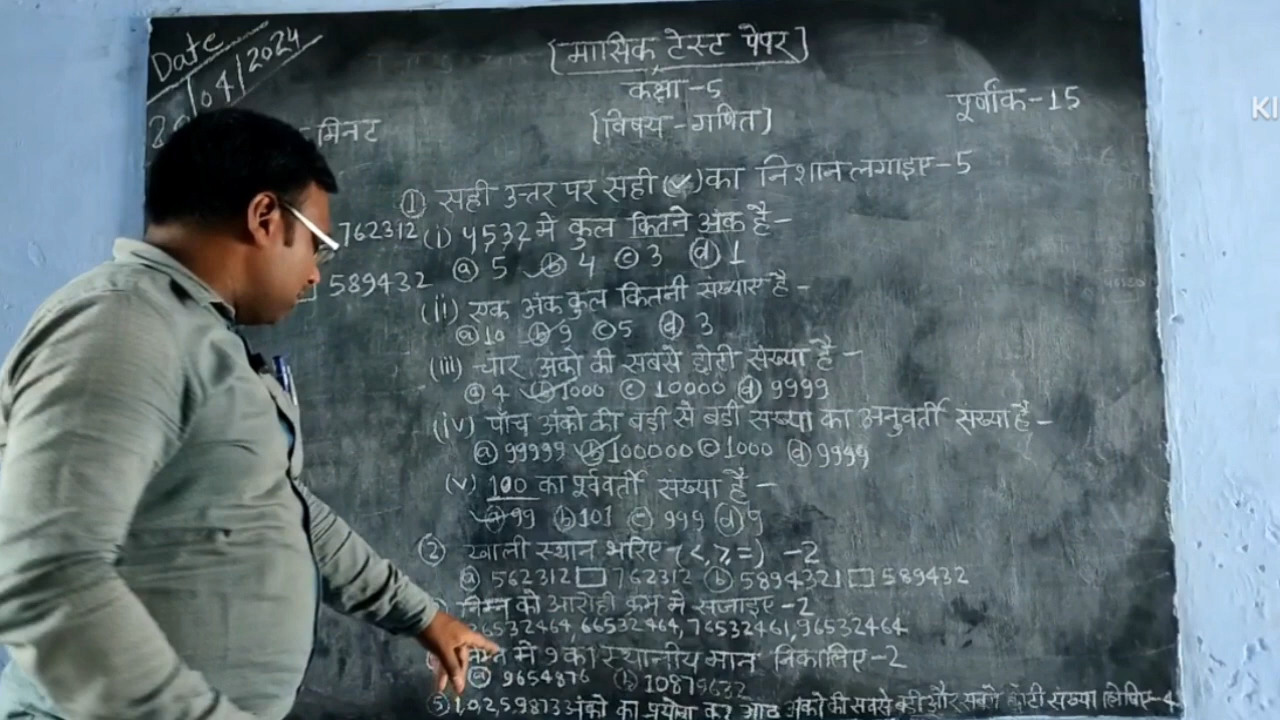 Date
04/2024
[मासिक टेस्ट पेपर]
कक्षा-5
मिनट
[विषय-गणित]
पूर्णांक-15
① सही उत्तर पर सही (✓) का निशान लगाइए-5
762312
(i) 4532 मे कुल कितने अंक है-
ⓐ 5 ⓑ 4 ⓒ 3 ⓓ 1
589432
(ii) एक अंक कुल कितनी संख्याए है-
ⓐ 10 ⓑ 9 ⓒ 5 ⓓ 3
(iii) चार अंको की सबसे छोटी संख्या है-
ⓐ 4 ⓑ 1000 ⓒ 10000 ⓓ 9999
(iv) पाँच अंको की बड़ी से बड़ी संख्या का अनुवर्ती संख्या है-
ⓐ 99999 ⓑ 100000 ⓒ 1000 ⓓ 9999
(v) 100 का पूर्ववर्ती संख्या है-
ⓐ 99 ⓑ 101 ⓒ 999 ⓓ 9
② खाली स्थान भरिए-(<,>,=) -2
ⓐ 562312 □ 762312 ⓑ 5894321 □ 589432
निम्न को आरोही क्रम मे सजाइए-2
26532464, 66532464, 76532461, 96532464
निम्न मे 9 का स्थानीय मान निकालिए-2
ⓐ 9654876 ⓑ 10879632
⑤ 1,0,2,5,9,8,7,3 अंको का प्रयोग कर आठ अंको की सबसे बड़ी और सबसे छोटी संख्या लिखिए-4
KI